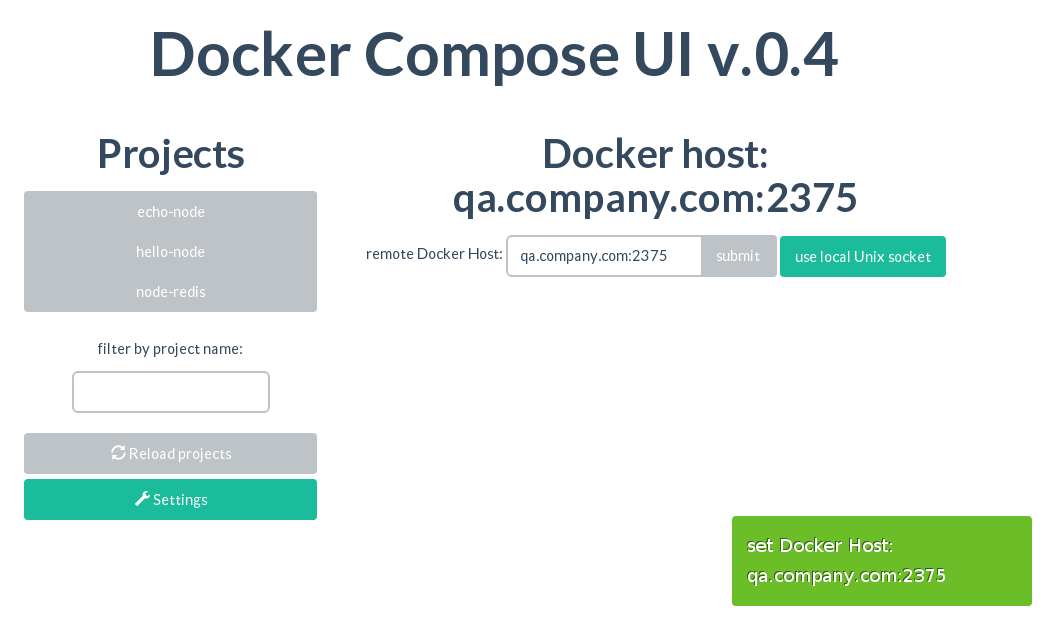 Docker Compose UI v.0.4
Projects
echo-node
hello-node
node-redis
filter by project name:
Reload projects
Settings
Docker host:
qa.company.com:2375
remote Docker Host: qa.company.com:2375 submit use local Unix socket
set Docker Host:
qa.company.com:2375